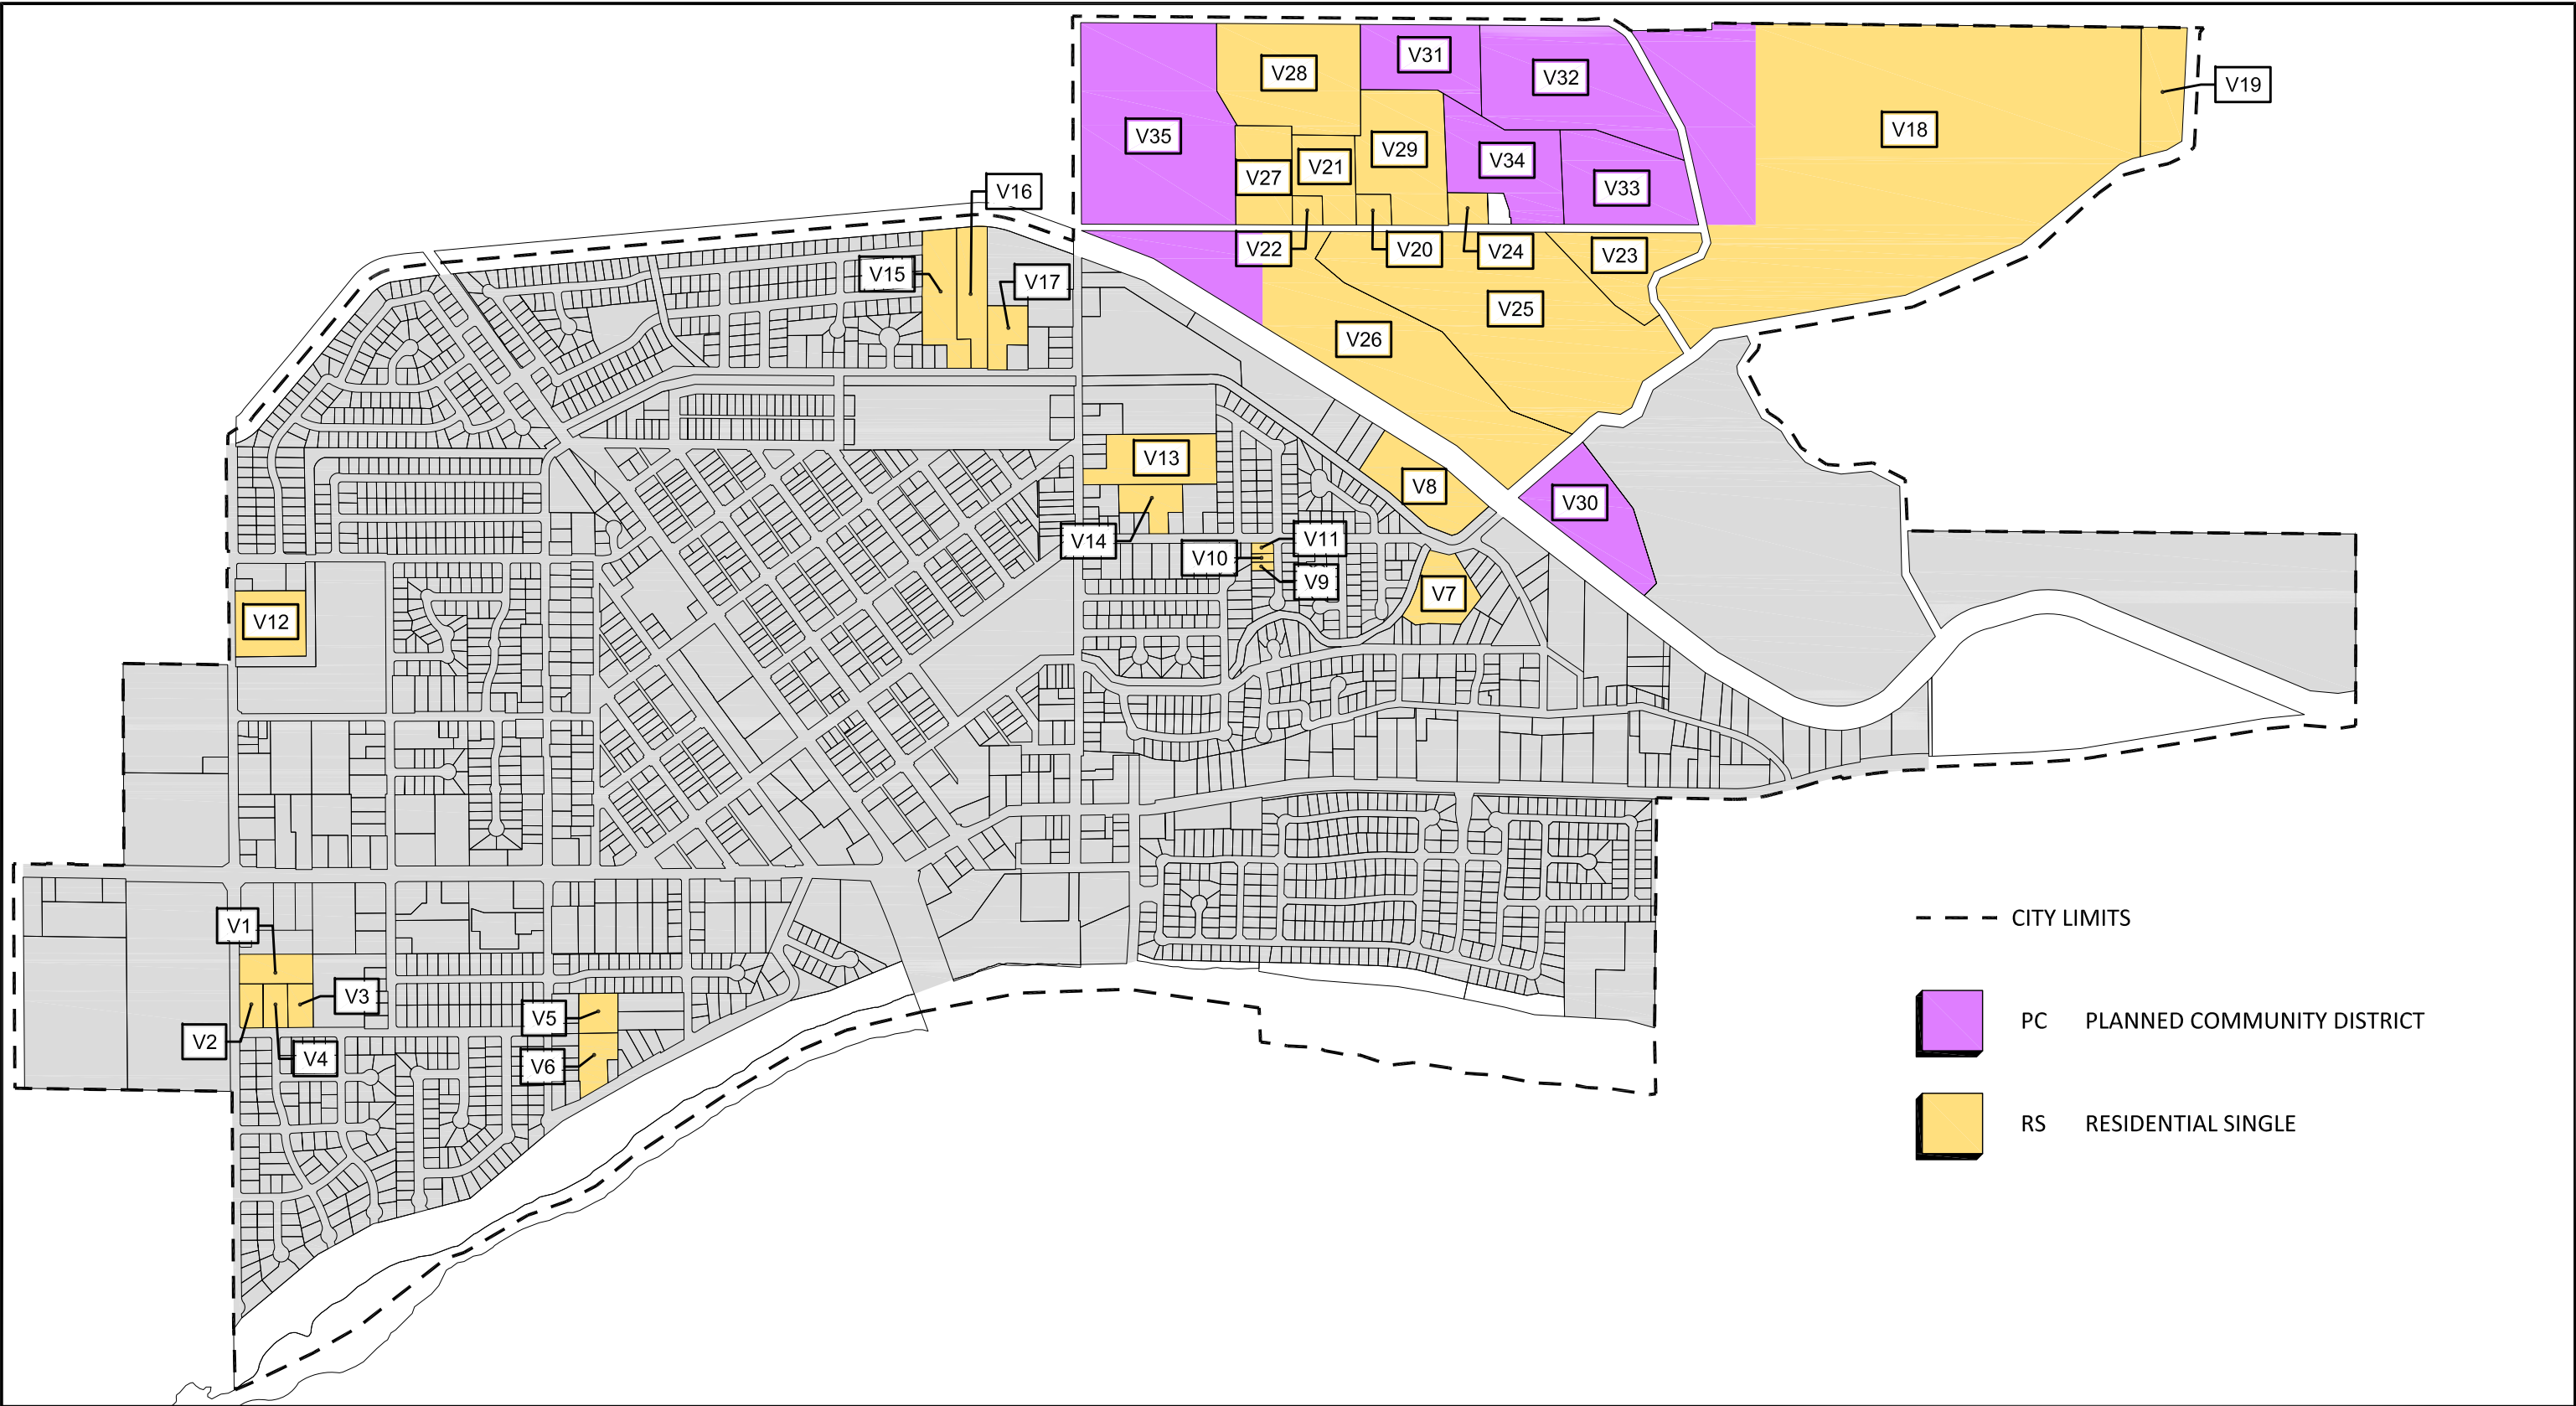 V31
V28
V32
V19
V18
V35
V29
V34
V21
V27
V33
V16
V22
V20
V24
V23
V15
V17
V25
V26
V13
V8
V30
V14
V11
V10
V9
V7
V12
V1
CITY LIMITS
V3
V5
PC PLANNED COMMUNITY DISTRICT
V2
V4
V6
RS RESIDENTIAL SINGLE